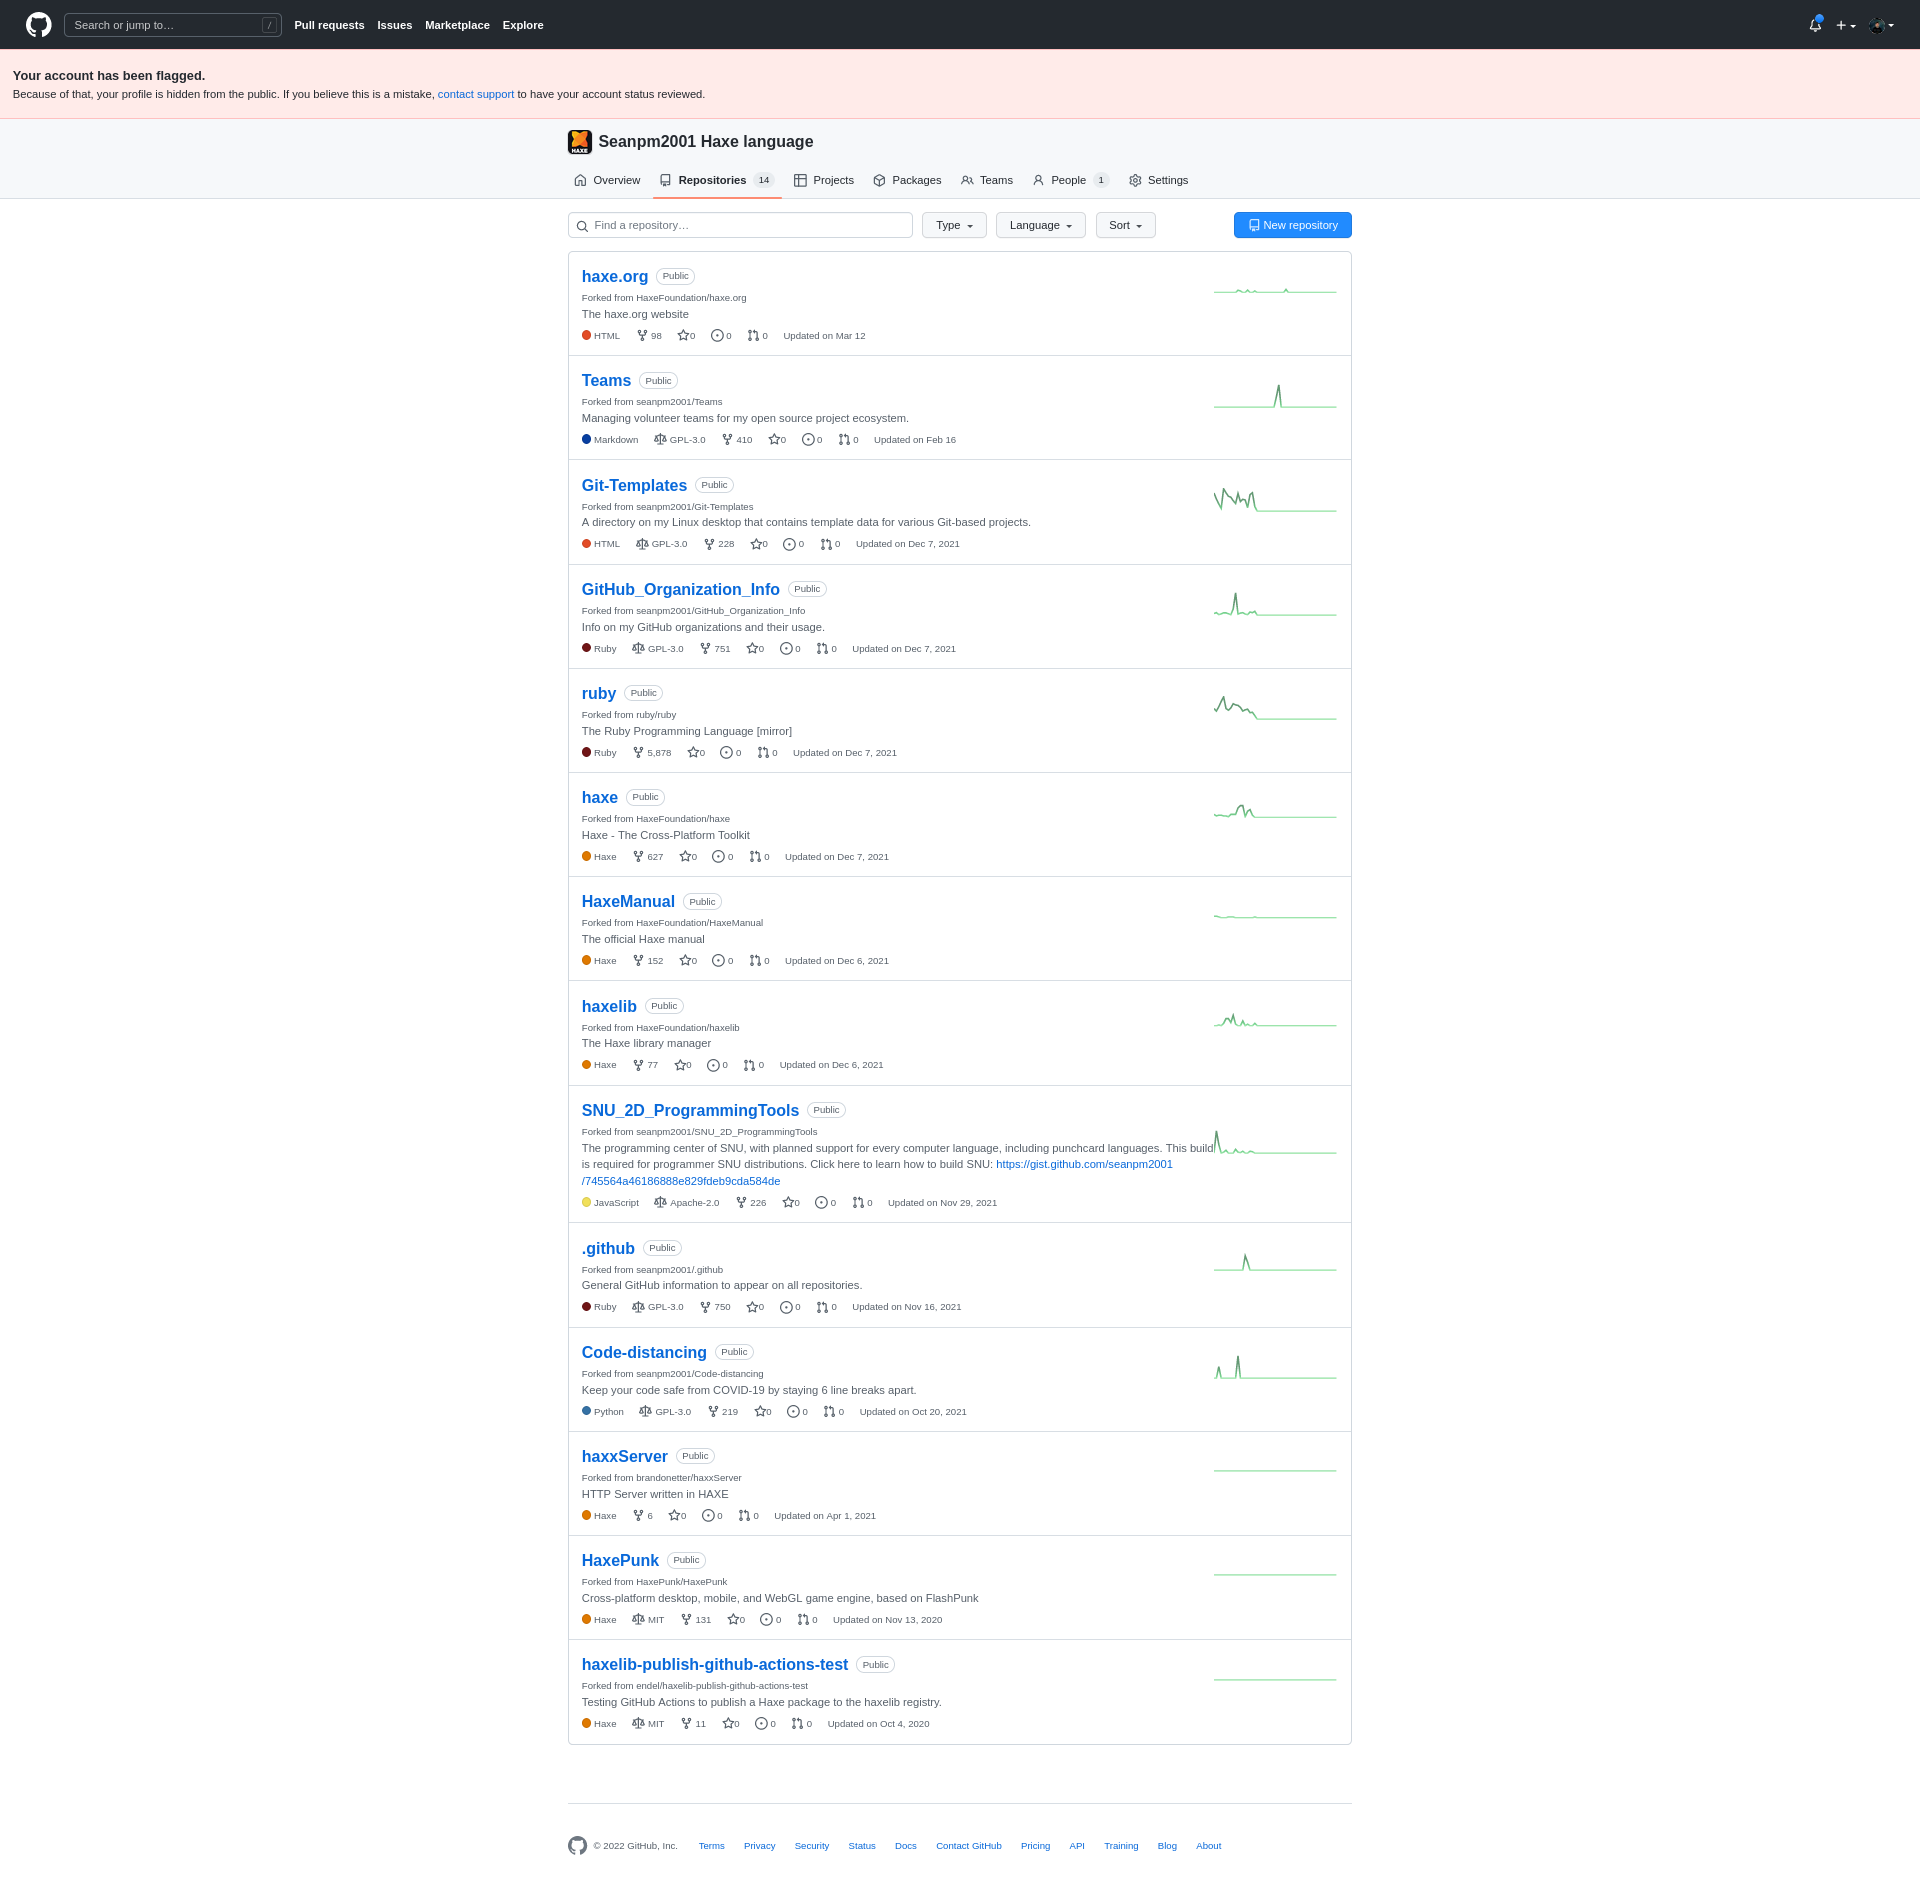 Search or jump to…
/
Pull requests
Issues
Marketplace
Explore
Your account has been flagged.
Because of that, your profile is hidden from the public. If you believe this is a mistake, contact support to have your account status reviewed.
HAXE
Seanpm2001 Haxe language
Overview
Repositories 14
Projects
Packages
Teams
People 1
Settings
Find a repository…
Type
Language
Sort
New repository
haxe.org Public
Forked from HaxeFoundation/haxe.org
The haxe.org website
HTML 98 0 0 0 Updated on Mar 12
Teams Public
Forked from seanpm2001/Teams
Managing volunteer teams for my open source project ecosystem.
Markdown GPL-3.0 410 0 0 0 Updated on Feb 16
Git-Templates Public
Forked from seanpm2001/Git-Templates
A directory on my Linux desktop that contains template data for various Git-based projects.
HTML GPL-3.0 228 0 0 0 Updated on Dec 7, 2021
GitHub_Organization_Info Public
Forked from seanpm2001/GitHub_Organization_Info
Info on my GitHub organizations and their usage.
Ruby GPL-3.0 751 0 0 0 Updated on Dec 7, 2021
ruby Public
Forked from ruby/ruby
The Ruby Programming Language [mirror]
Ruby 5,878 0 0 0 Updated on Dec 7, 2021
haxe Public
Forked from HaxeFoundation/haxe
Haxe - The Cross-Platform Toolkit
Haxe 627 0 0 0 Updated on Dec 7, 2021
HaxeManual Public
Forked from HaxeFoundation/HaxeManual
The official Haxe manual
Haxe 152 0 0 0 Updated on Dec 6, 2021
haxelib Public
Forked from HaxeFoundation/haxelib
The Haxe library manager
Haxe 77 0 0 0 Updated on Dec 6, 2021
SNU_2D_ProgrammingTools Public
Forked from seanpm2001/SNU_2D_ProgrammingTools
The programming center of SNU, with planned support for every computer language, including punchcard languages. This build
is required for programmer SNU distributions. Click here to learn how to build SNU: https://gist.github.com/seanpm2001
/745564a46186888e829fdeb9cda584de
JavaScript Apache-2.0 226 0 0 0 Updated on Nov 29, 2021
.github Public
Forked from seanpm2001/.github
General GitHub information to appear on all repositories.
Ruby GPL-3.0 750 0 0 0 Updated on Nov 16, 2021
Code-distancing Public
Forked from seanpm2001/Code-distancing
Keep your code safe from COVID-19 by staying 6 line breaks apart.
Python GPL-3.0 219 0 0 0 Updated on Oct 20, 2021
haxxServer Public
Forked from brandonetter/haxxServer
HTTP Server written in HAXE
Haxe 6 0 0 0 Updated on Apr 1, 2021
HaxePunk Public
Forked from HaxePunk/HaxePunk
Cross-platform desktop, mobile, and WebGL game engine, based on FlashPunk
Haxe MIT 131 0 0 0 Updated on Nov 13, 2020
haxelib-publish-github-actions-test Public
Forked from endel/haxelib-publish-github-actions-test
Testing GitHub Actions to publish a Haxe package to the haxelib registry.
Haxe MIT 11 0 0 0 Updated on Oct 4, 2020
© 2022 GitHub, Inc.
Terms
Privacy
Security
Status
Docs
Contact GitHub
Pricing
API
Training
Blog
About